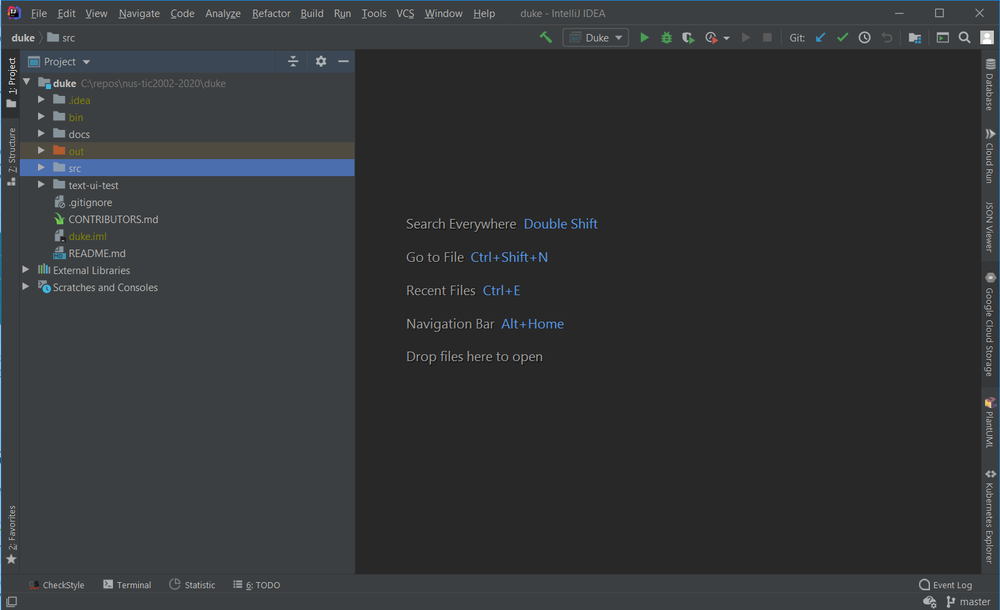 File Edit View Navigate Code Analyze Refactor Build Run Tools VCS Window Help duke - IntelliJ IDEA
duke src Duke Git:
Project
duke C:\repos\nus-tic2002-2020\duke
.idea
bin
docs
out
src
text-ui-test
.gitignore
CONTRIBUTORS.md
duke.iml
MD README.md
External Libraries
Scratches and Consoles
1: Project
7: Structure
2: Favorites
Search Everywhere Double Shift
Go to File Ctrl+Shift+N
Recent Files Ctrl+E
Navigation Bar Alt+Home
Drop files here to open
Database
Cloud Run
JSON Viewer
Google Cloud Storage
PlantUML
Kubernetes Explorer
CS CheckStyle Terminal Statistic 6: TODO Event Log
master